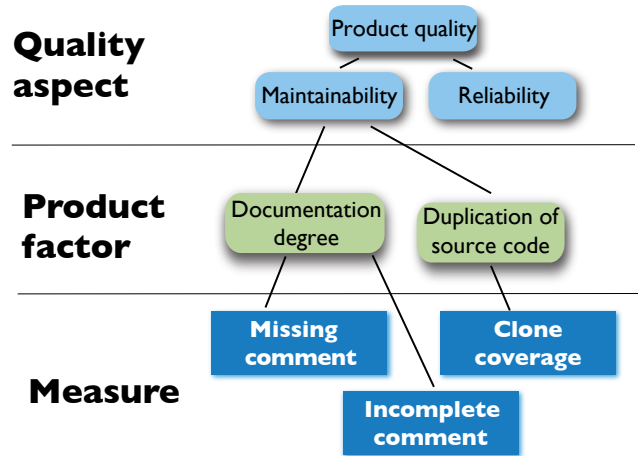 Quality
aspect
Product quality
Maintainability
Reliability
Product
factor
Documentation
degree
Duplication of
source code
Measure
Missing
comment
Clone
coverage
Incomplete
comment